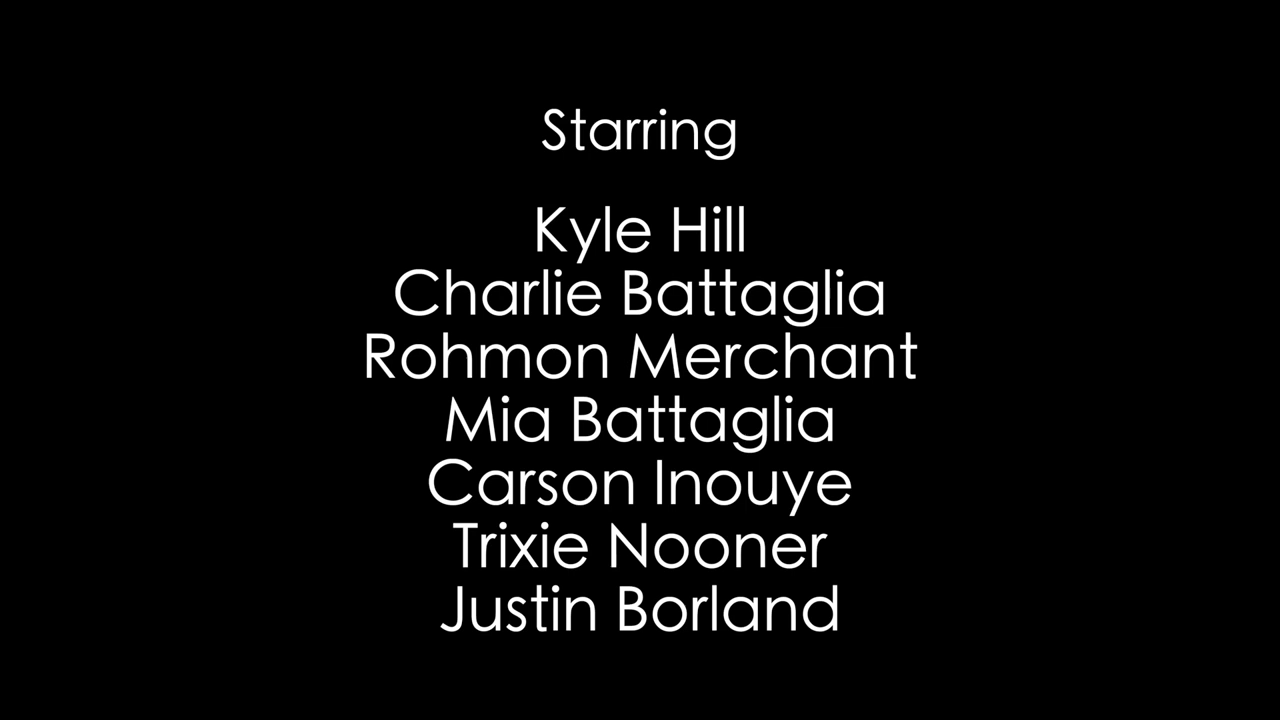 Starring
Kyle Hill
Charlie Battaglia
Rohmon Merchant
Mia Battaglia
Carson Inouye
Trixie Nooner
Justin Borland